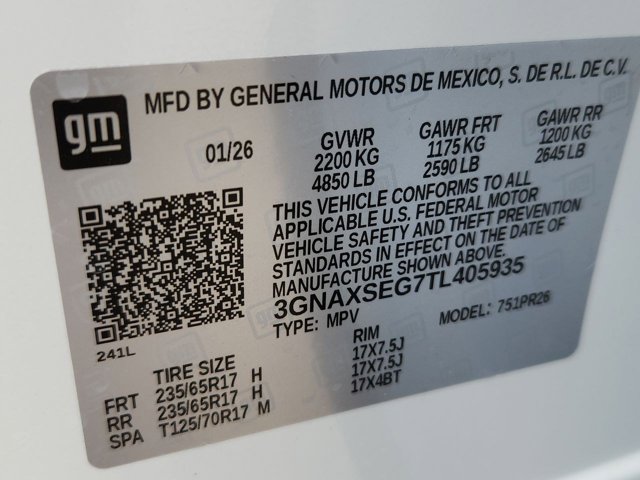 gm
MFD BY GENERAL MOTORS DE MEXICO, S. DE R.L. DE C.V.
01/26
GVWR
2200 KG
4850 LB
GAWR FRT
1175 KG
2590 LB
GAWR RR
1200 KG
2645 LB
THIS VEHICLE CONFORMS TO ALL
APPLICABLE U.S. FEDERAL MOTOR
VEHICLE SAFETY AND THEFT PREVENTION
STANDARDS IN EFFECT ON THE DATE OF
MANUFACTURE SHOWN ABOVE.
3GNAXSEG7TL405935
TYPE: MPV
MODEL: 751PR26
241L
TIRE SIZE
RIM
FRT 235/65R17 H 17X7.5J
RR 235/65R17 H 17X7.5J
SPA T125/70R17 M 17X4BT